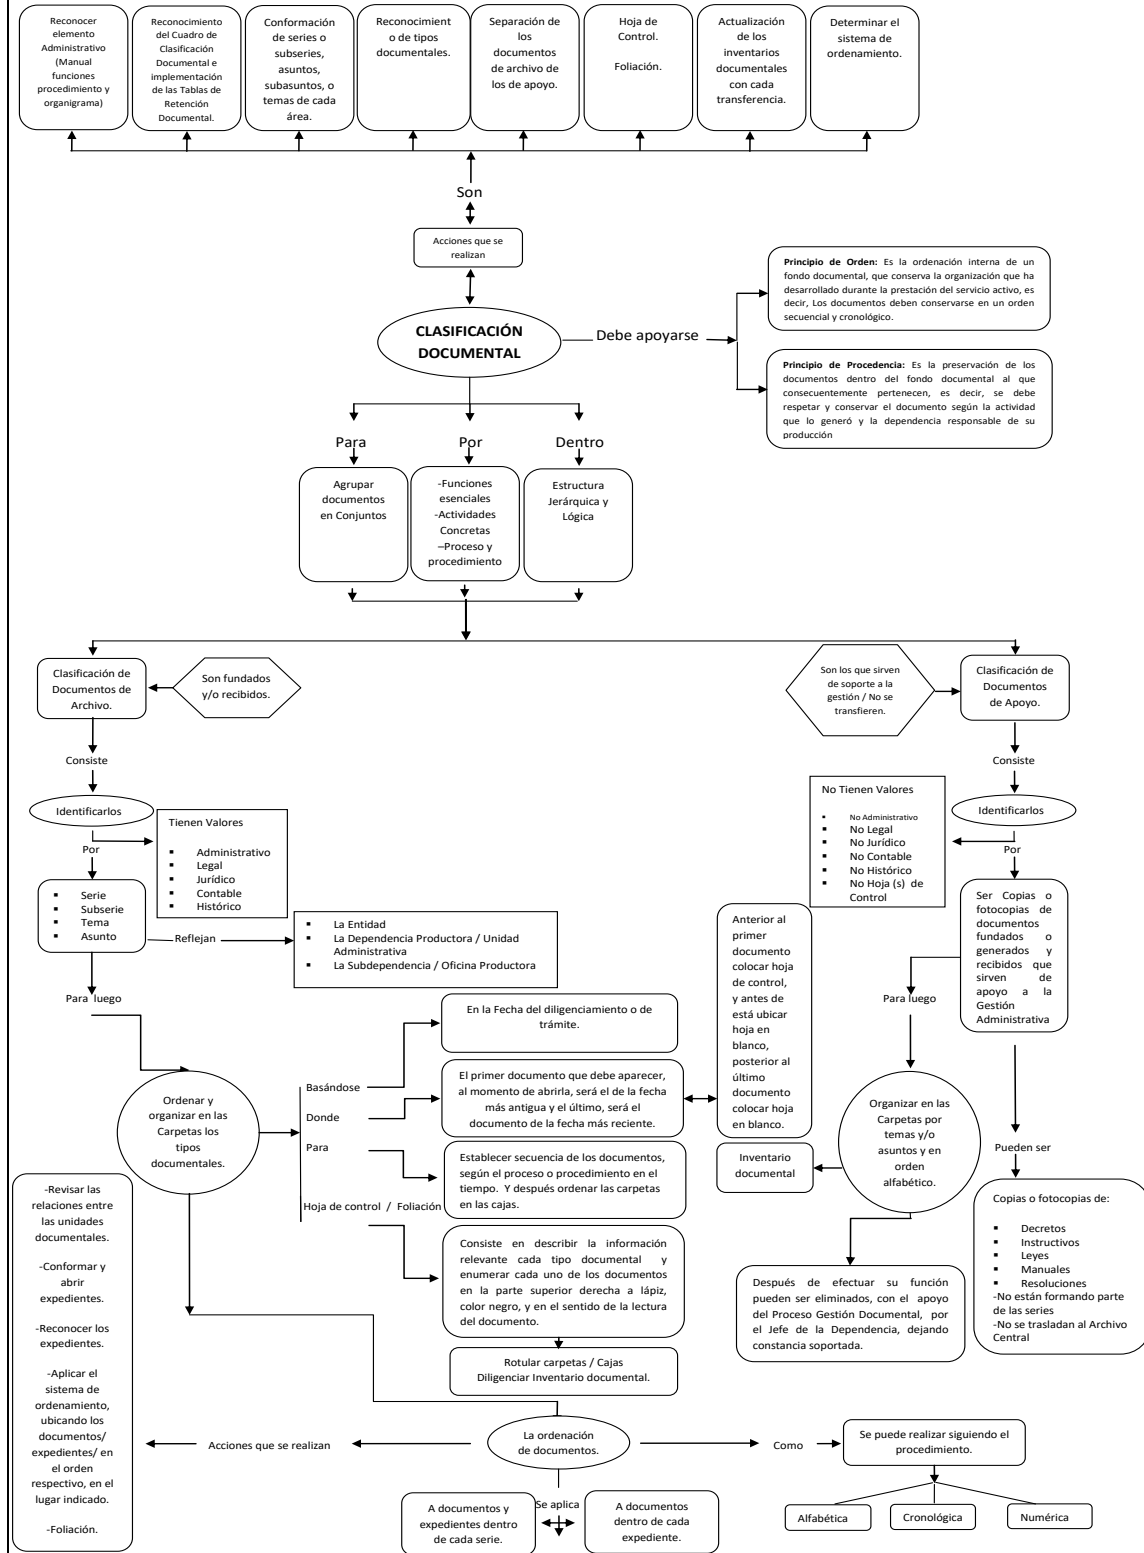 Reconocer
elemento
Administrativo
(Manual
funciones
procedimiento y
organigrama)
Reconocimiento
del Cuadro de
Clasificación
Documental e
implementación
de las Tablas de
Retención
Documental.
Conformación
de series o
subseries,
asuntos,
subasuntos, o
temas de cada
área.
Reconocimient
o de tipos
documentales.
Separación de
los
documentos
de archivo de
los de apoyo.
Hoja de
Control.
Foliación.
Actualización
de los
inventarios
documentales
con cada
transferencia.
Determinar el
sistema de
ordenamiento.
Son
Acciones que se
realizan
CLASIFICACIÓN
DOCUMENTAL
Debe apoyarse
Principio de Orden: Es la ordenación interna de un
fondo documental, que conserva la organización que ha
desarrollado durante la prestación del servicio activo, es
decir, Los documentos deben conservarse en un orden
secuencial y cronológico.
Principio de Procedencia: Es la preservación de los
documentos dentro del fondo documental al que
consecuentemente pertenecen, es decir, se debe
respetar y conservar el documento según la actividad
que lo generó y la dependencia responsable de su
producción
Para
Por
Dentro
Agrupar
documentos
en Conjuntos
-Funciones
esenciales
-Actividades
Concretas
–Proceso y
procedimiento
Estructura
Jerárquica y
Lógica
Clasificación de
Documentos de
Archivo.
Son fundados
y/o recibidos.
Son los que sirven
de soporte a la
gestión / No se
transfieren.
Clasificación de
Documentos
de Apoyo.
Consiste
Consiste
Identificarlos
Identificarlos
Tienen Valores
▪ Administrativo
▪ Legal
▪ Jurídico
▪ Contable
▪ Histórico
No Tienen Valores
▪ No Administrativo
▪ No Legal
▪ No Jurídico
▪ No Contable
▪ No Histórico
▪ No Hoja (s) de
Control
Por
Por
▪ Serie
▪ Subserie
▪ Tema
▪ Asunto
Reflejan
▪ La Entidad
▪ La Dependencia Productora / Unidad
Administrativa
▪ La Subdependencia / Oficina Productora
Anterior al
primer
documento
colocar hoja
de control,
y antes de
está ubicar
hoja en
blanco,
posterior al
último
documento
colocar hoja
en blanco.
Ser Copias o
fotocopias de
documentos
fundados o
generados y
recibidos que
sirven de
apoyo a la
Gestión
Administrativa
Para luego
Para luego
Ordenar y
organizar en las
Carpetas los
tipos
documentales.
Basándose
En la Fecha del diligenciamiento o de
trámite.
Donde
El primer documento que debe aparecer,
al momento de abrirla, será el de la fecha
más antigua y el último, será el
documento de la fecha más reciente.
Para
Establecer secuencia de los documentos,
según el proceso o procedimiento en el
tiempo. Y después ordenar las carpetas
en las cajas.
Hoja de control / Foliación
Consiste en describir la información
relevante cada tipo documental y
enumerar cada uno de los documentos
en la parte superior derecha a lápiz,
color negro, y en el sentido de la lectura
del documento.
Rotular carpetas / Cajas
Diligenciar Inventario documental.
Organizar en las
Carpetas por
temas y/o
asuntos y en
orden
alfabético.
Inventario
documental
Pueden ser
Copias o fotocopias de:
▪ Decretos
▪ Instructivos
▪ Leyes
▪ Manuales
▪ Resoluciones
-No están formando parte
de las series
-No se trasladan al Archivo
Central
Después de efectuar su función
pueden ser eliminados, con el apoyo
del Proceso Gestión Documental, por
el Jefe de la Dependencia, dejando
constancia soportada.
-Revisar las
relaciones entre
las unidades
documentales.
-Conformar y
abrir
expedientes.
-Reconocer los
expedientes.
-Aplicar el
sistema de
ordenamiento,
ubicando los
documentos/
expedientes/ en
el orden
respectivo, en el
lugar indicado.
-Foliación.
Acciones que se realizan
La ordenación
de documentos.
Como
Se puede realizar siguiendo el
procedimiento.
Alfabética
Cronológica
Numérica
Se aplica
A documentos y
expedientes dentro
de cada serie.
A documentos
dentro de cada
expediente.